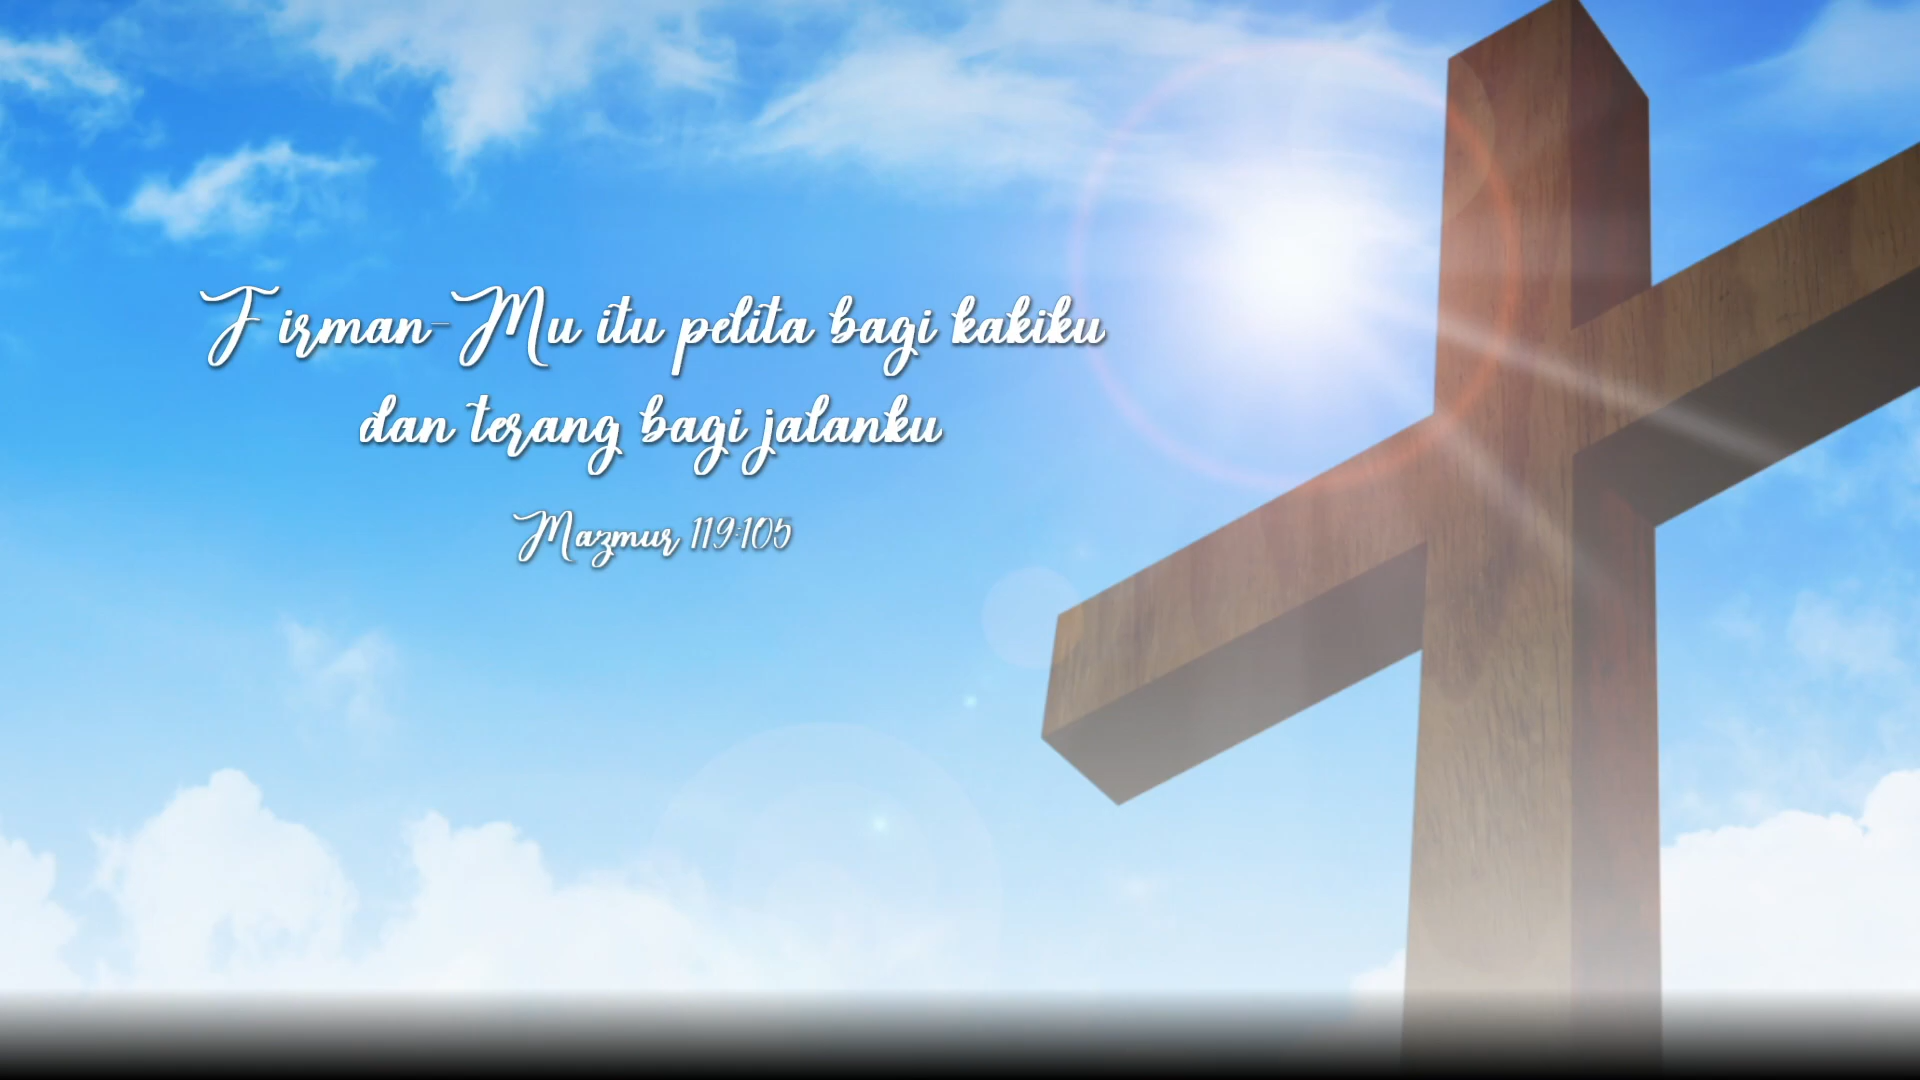 Firman-Mu itu pelita bagi kakiku
dan terang bagi jalanku
Mazmur 119:105